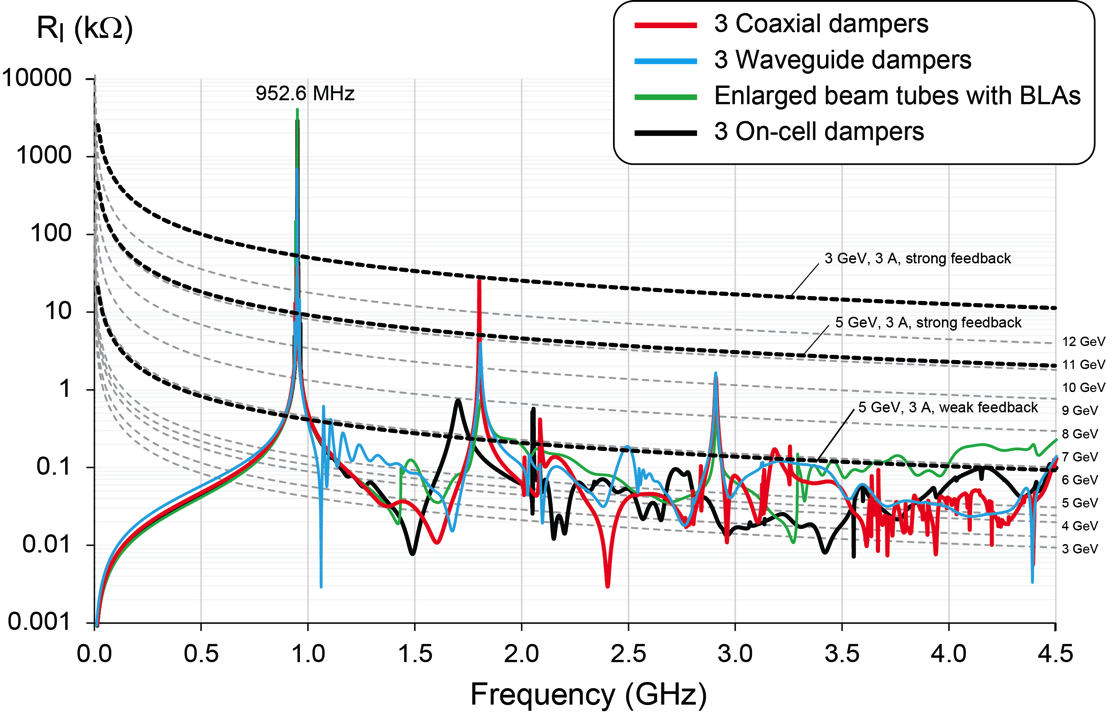 R∥ (kΩ)
3 Coaxial dampers
3 Waveguide dampers
Enlarged beam tubes with BLAs
3 On-cell dampers
10000
952.6 MHz
1000
100
3 GeV, 3 A, strong feedback
10
5 GeV, 3 A, strong feedback
12 GeV
11 GeV
1
10 GeV
5 GeV, 3 A, weak feedback
9 GeV
8 GeV
0.1
7 GeV
6 GeV
5 GeV
4 GeV
0.01
3 GeV
0.001
0.0 0.5 1.0 1.5 2.0 2.5 3.0 3.5 4.0 4.5
Frequency (GHz)